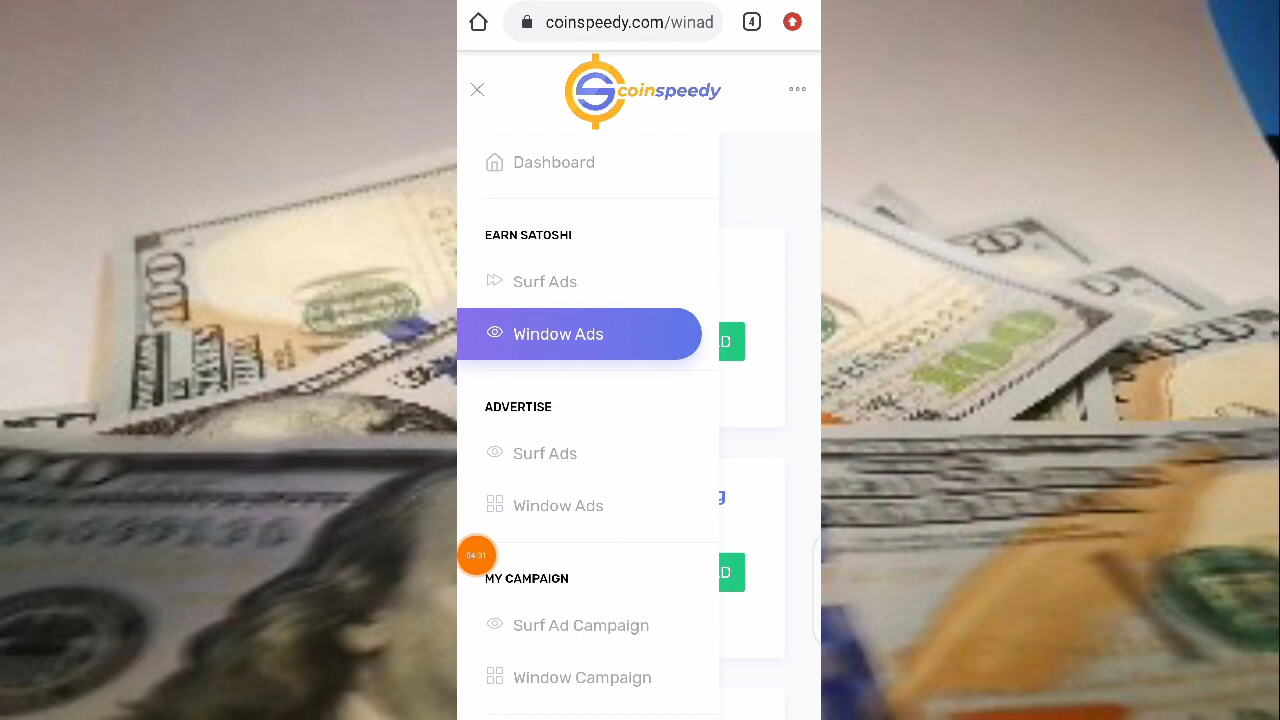 coinspeedy.com/winad
4
coinspeedy
Dashboard
EARN SATOSHI
Surf Ads
Window Ads
D
ADVERTISE
Surf Ads
g
Window Ads
04:31
D
MY CAMPAIGN
Surf Ad Campaign
Window Campaign
100